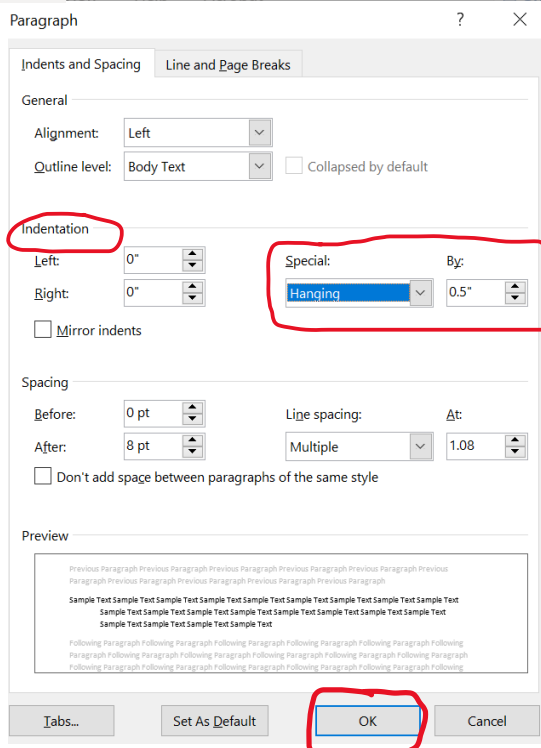 Paragraph ? ×
Indents and Spacing Line and Page Breaks
General
Alignment: Left
Outline level: Body Text Collapsed by default
Indentation
Left: 0" Special: By:
Right: 0" Hanging 0.5"
Mirror indents
Spacing
Before: 0 pt Line spacing: At:
After: 8 pt Multiple 1.08
Don't add space between paragraphs of the same style
Preview
Previous Paragraph Previous Paragraph Previous Paragraph Previous Paragraph Previous Paragraph Previous
Paragraph Previous Paragraph Previous Paragraph Previous Paragraph Previous Paragraph
Sample Text Sample Text Sample Text Sample Text Sample Text Sample Text Sample Text Sample Text Sample Text
Sample Text Sample Text Sample Text Sample Text Sample Text Sample Text Sample Text Sample Text
Sample Text Sample Text Sample Text Sample Text
Following Paragraph Following Paragraph Following Paragraph Following Paragraph Following Paragraph Following
Paragraph Following Paragraph Following Paragraph Following Paragraph Following Paragraph Following Paragraph
Following Paragraph Following Paragraph Following Paragraph Following Paragraph Following Paragraph Following
Tabs... Set As Default OK Cancel